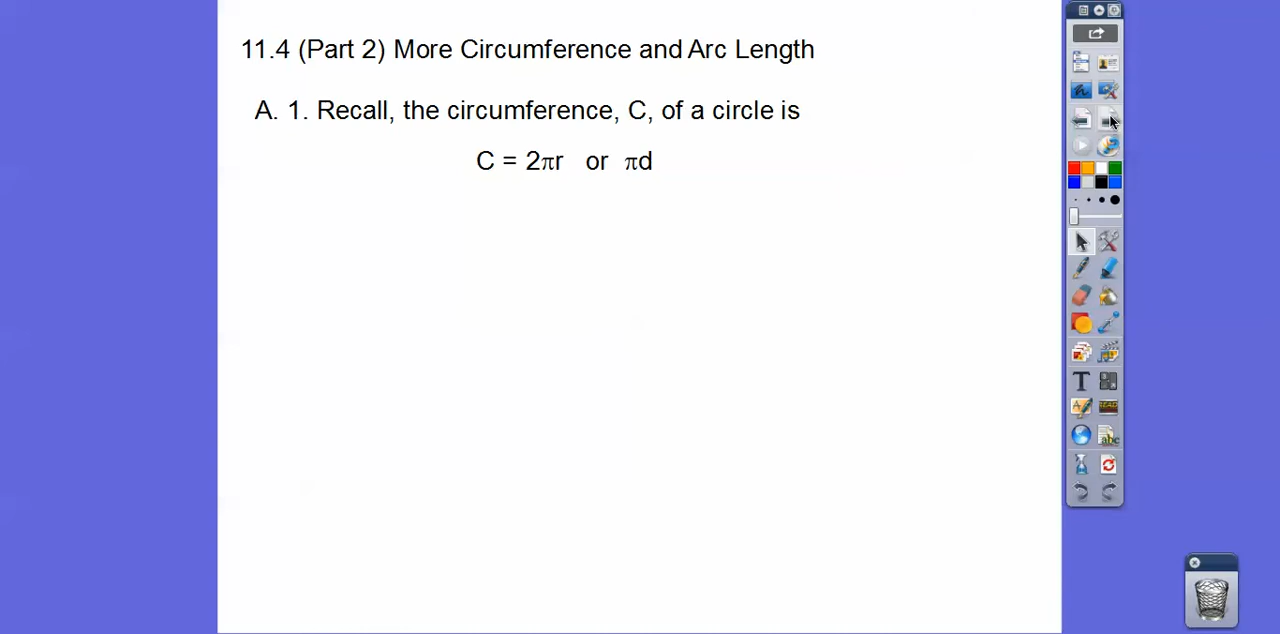 11.4 (Part 2) More Circumference and Arc Length
A. 1. Recall, the circumference, C, of a circle is
C = 2πr or πd